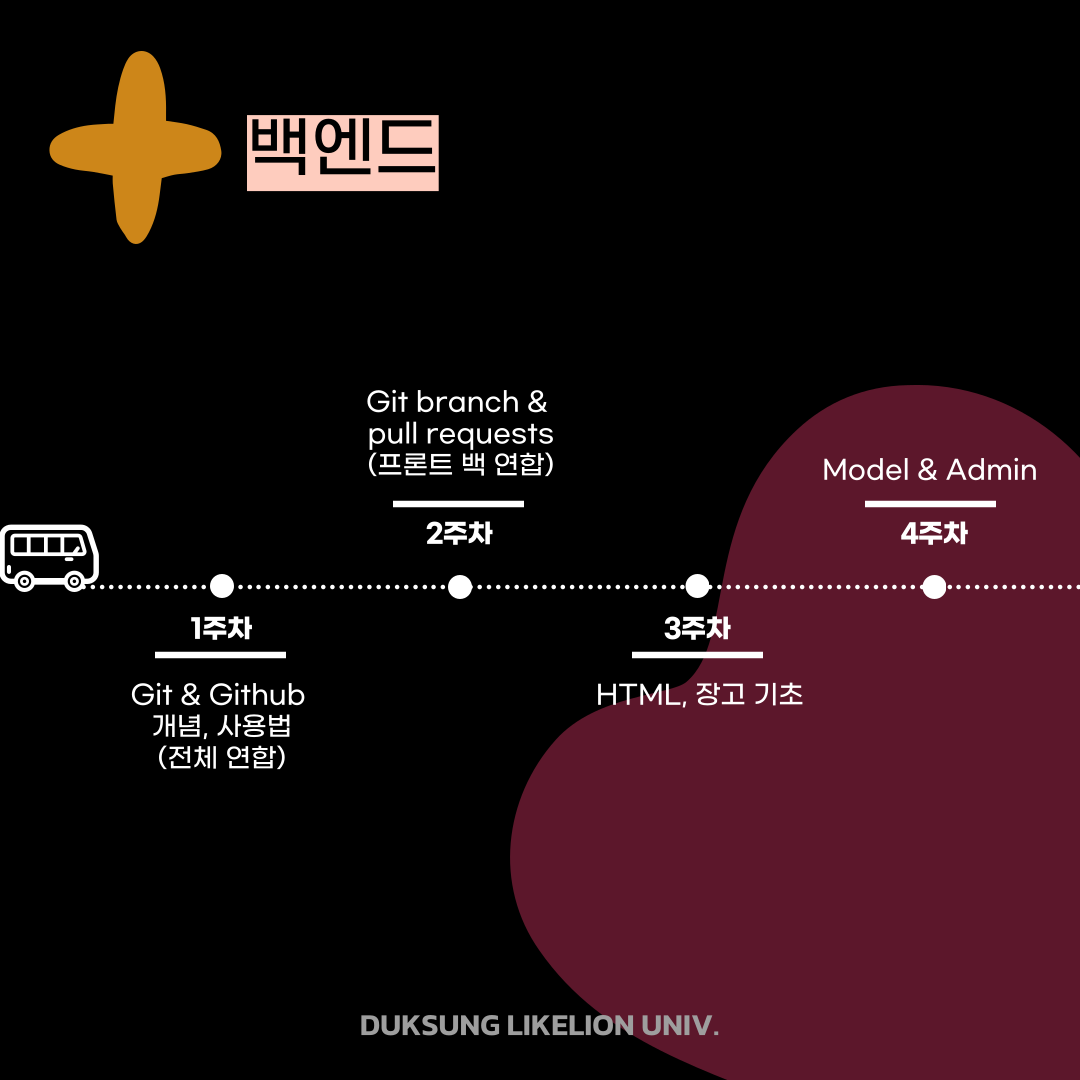 백엔드
1주차
Git & Github
개념, 사용법
(전체 연합)
Git branch &
pull requests
(프론트 백 연합)
2주차
3주차
HTML, 장고 기초
Model & Admin
4주차
DUKSUNG LIKELION UNIV.